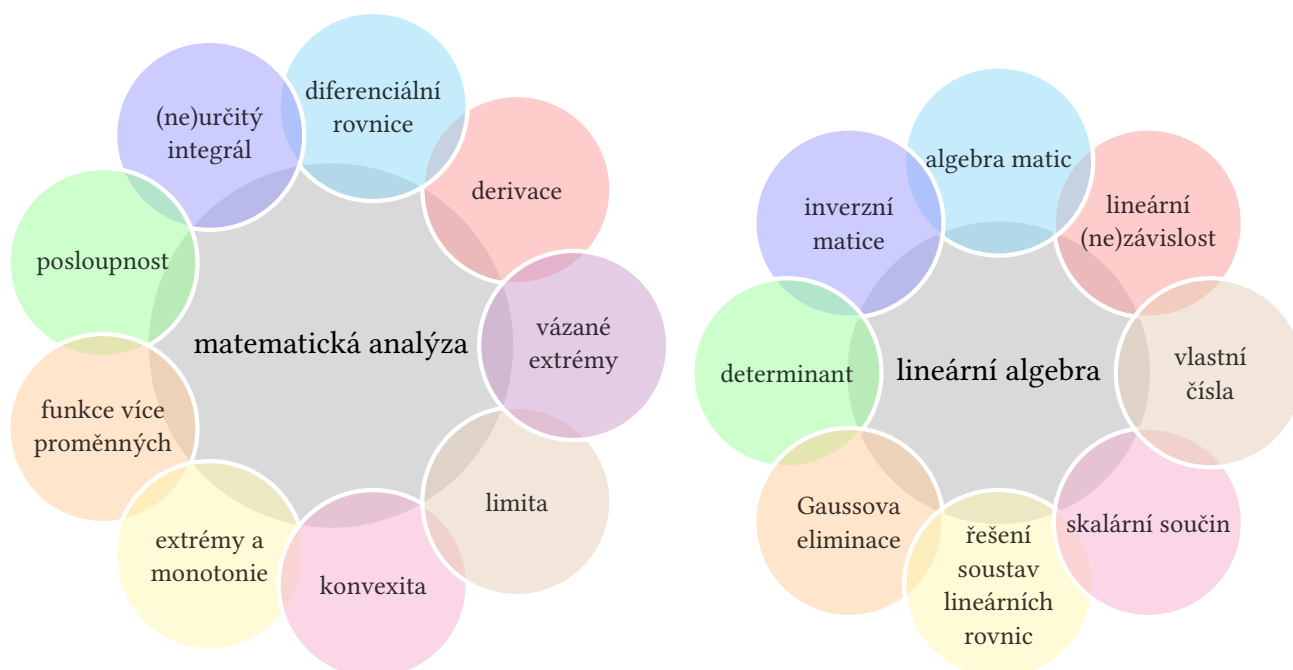 diferenciální
rovnice
(ne)určitý
integrál
derivace
posloupnost
matematická analýza
vázané
extrémy
funkce více
proměnných
limita
extrémy a
monotonie
konvexita
algebra matic
inverzní
matice
lineární
(ne)závislost
determinant
lineární algebra
vlastní
čísla
Gaussova
eliminace
skalární součin
řešení
soustav
lineárních
rovnic